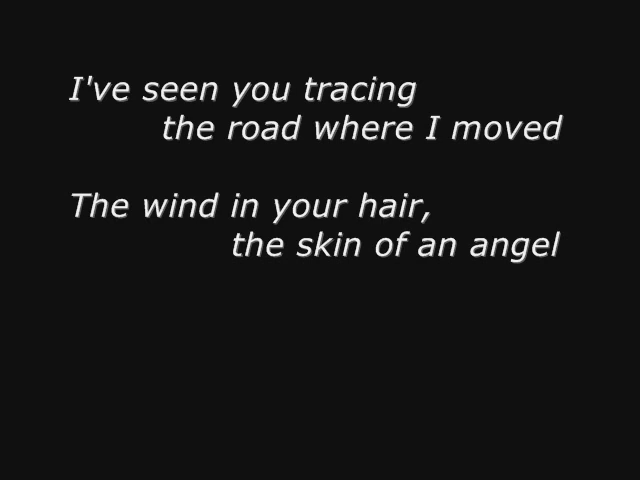 I've seen you tracing
the road where I moved
The wind in your hair,
the skin of an angel